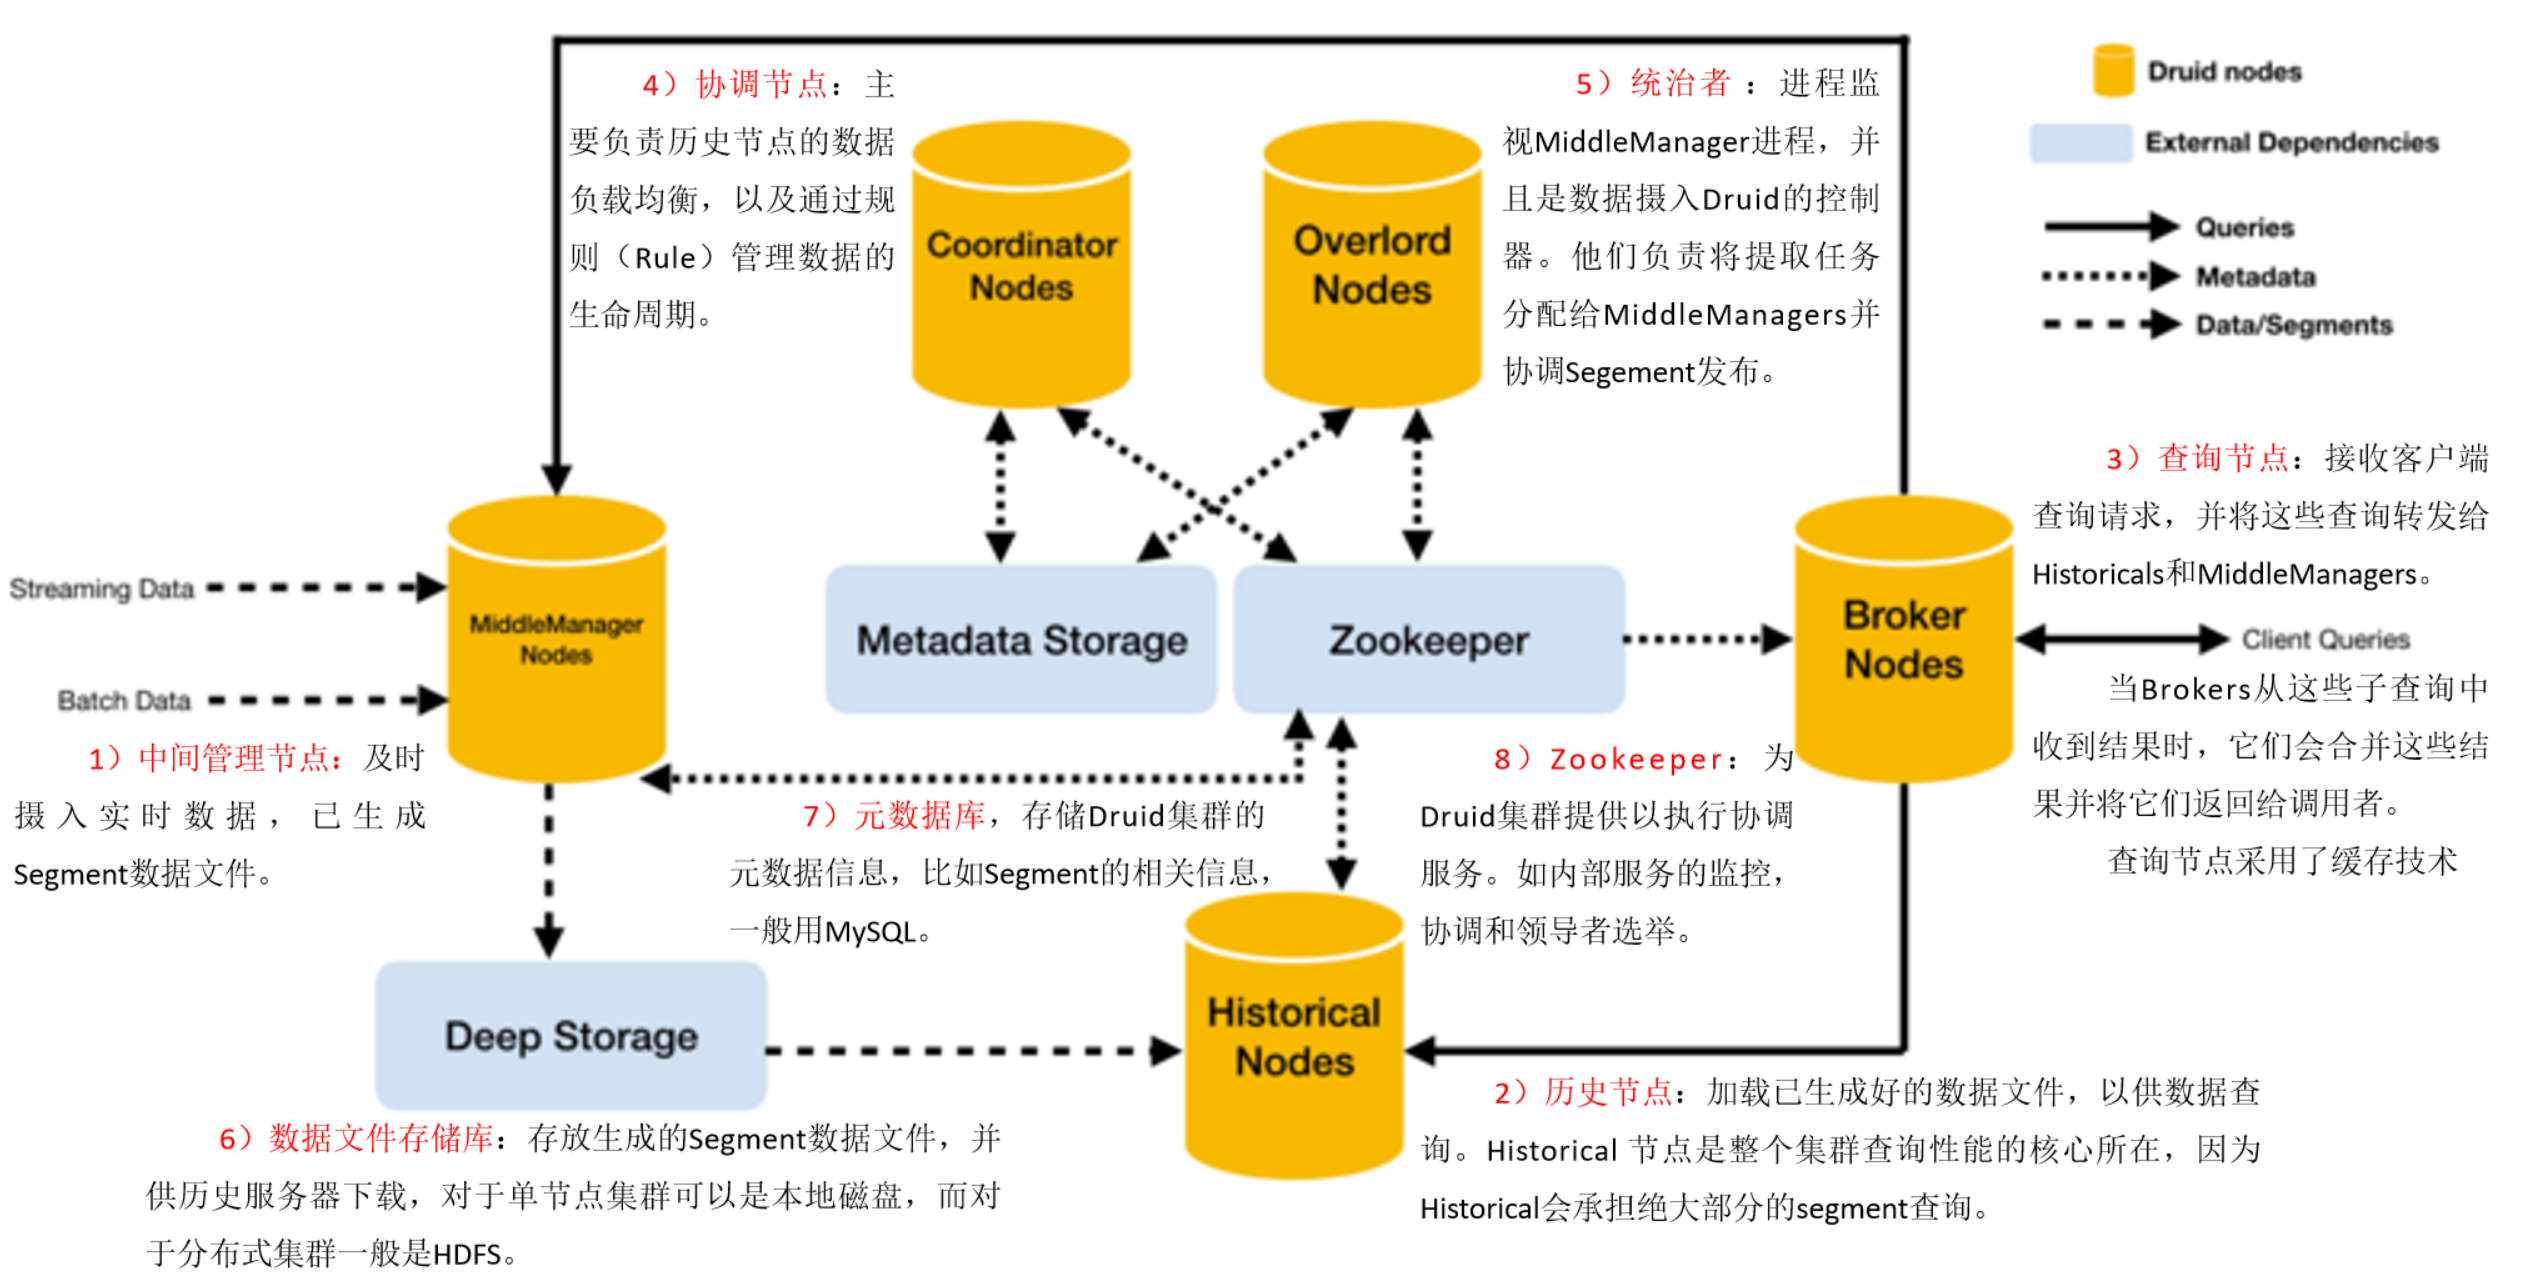 4）协调节点：主
要负责历史节点的数据
负载均衡，以及通过规
则（Rule）管理数据的
生命周期。
Coordinator
Nodes
Overlord
Nodes
5）统治者：进程监
视MiddleManager进程，并
且是数据摄入Druid的控制
器。他们负责将提取任务
分配给MiddleManagers并
协调Segement发布。
Druid nodes
External Dependencies
Queries
Metadata
Data/Segments
Streaming Data
Batch Data
MiddleManager
Nodes
1）中间管理节点：及时
摄入实时数据，已生成
Segment数据文件。
Metadata Storage
Zookeeper
Broker
Nodes
3）查询节点：接收客户端
查询请求，并将这些查询转发给
Historicals和MiddleManagers。
Client Queries
当Brokers从这些子查询中
收到结果时，它们会合并这些结
果并将它们返回给调用者。
查询节点采用了缓存技术
7）元数据库，存储Druid集群的
元数据信息，比如Segment的相关信息，
一般用MySQL。
8）Zookeeper：为
Druid集群提供以执行协调
服务。如内部服务的监控，
协调和领导者选举。
Deep Storage
Historical
Nodes
6）数据文件存储库：存放生成的Segment数据文件，并
供历史服务器下载，对于单节点集群可以是本地磁盘，而对
于分布式集群一般是HDFS。
2）历史节点：加载已生成好的数据文件，以供数据查
询。Historical 节点是整个集群查询性能的核心所在，因为
Historical会承担绝大部分的segment查询。